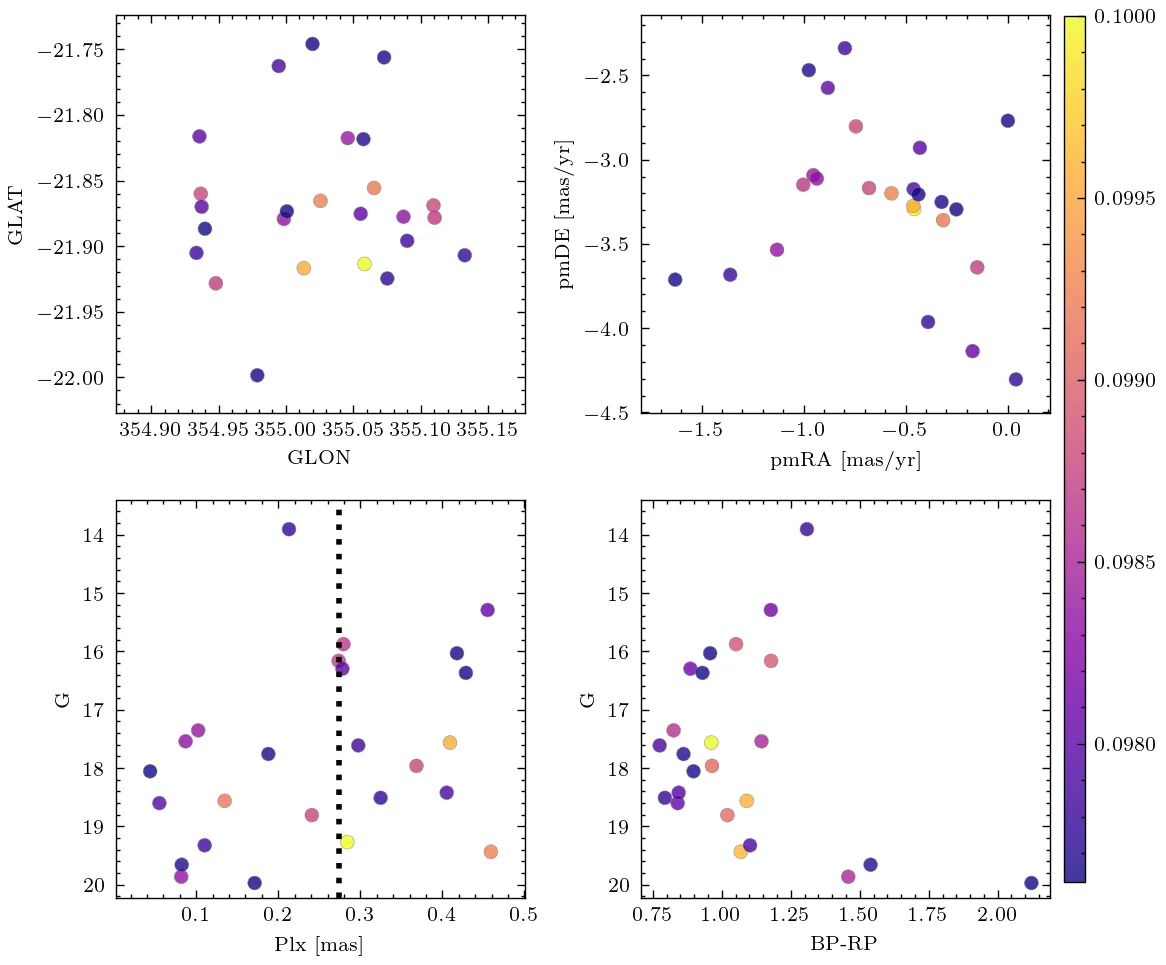 −21.75
−21.80
−21.85
−21.90
−21.95
−22.00
GLAT
354.90 354.95 355.00 355.05 355.10 355.15
GLON
−2.5
−3.0
−3.5
−4.0
−4.5
pmDE [mas/yr]
−1.5 −1.0 −0.5 0.0
pmRA [mas/yr]
14
15
16
17
18
19
20
G
0.1 0.2 0.3 0.4 0.5
Plx [mas]
14
15
16
17
18
19
20
G
0.75 1.00 1.25 1.50 1.75 2.00
BP-RP
0.1000
0.0995
0.0990
0.0985
0.0980